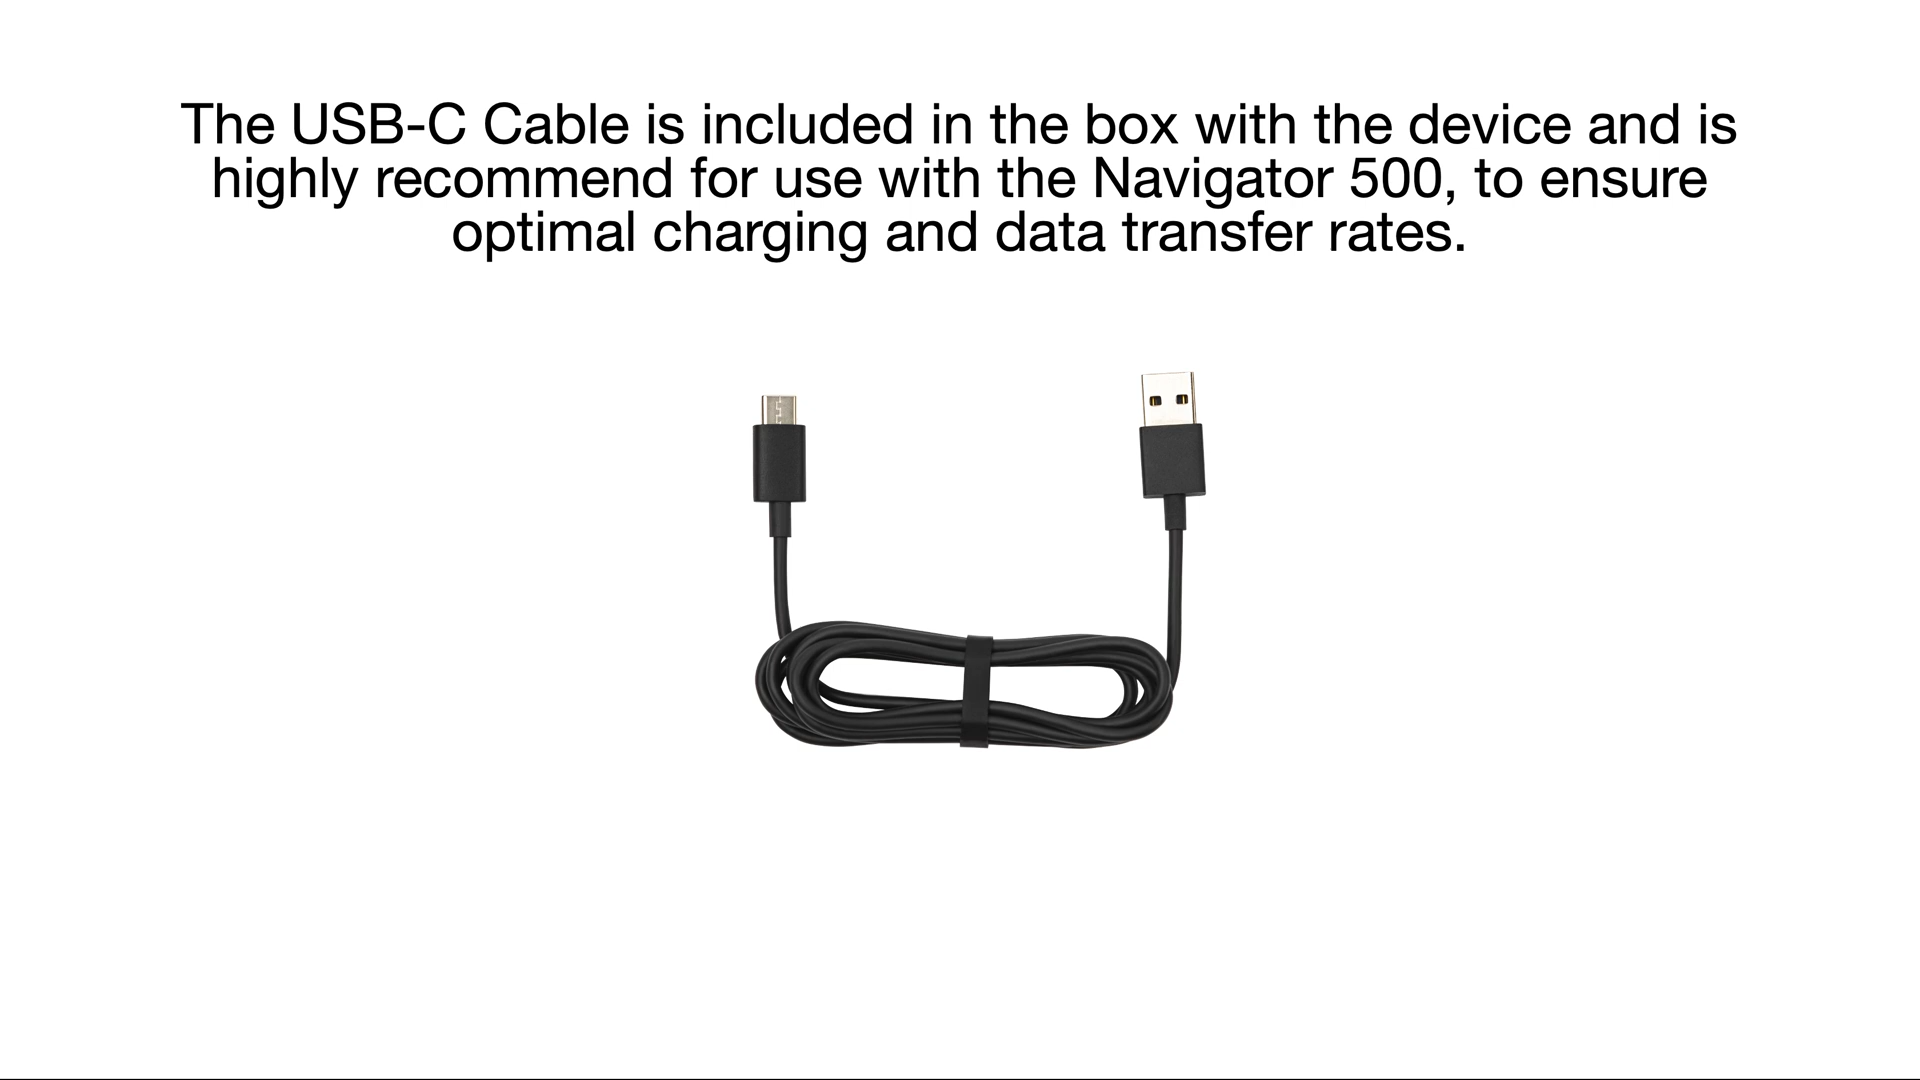 The USB-C Cable is included in the box with the device and is
highly recommend for use with the Navigator 500, to ensure
optimal charging and data transfer rates.